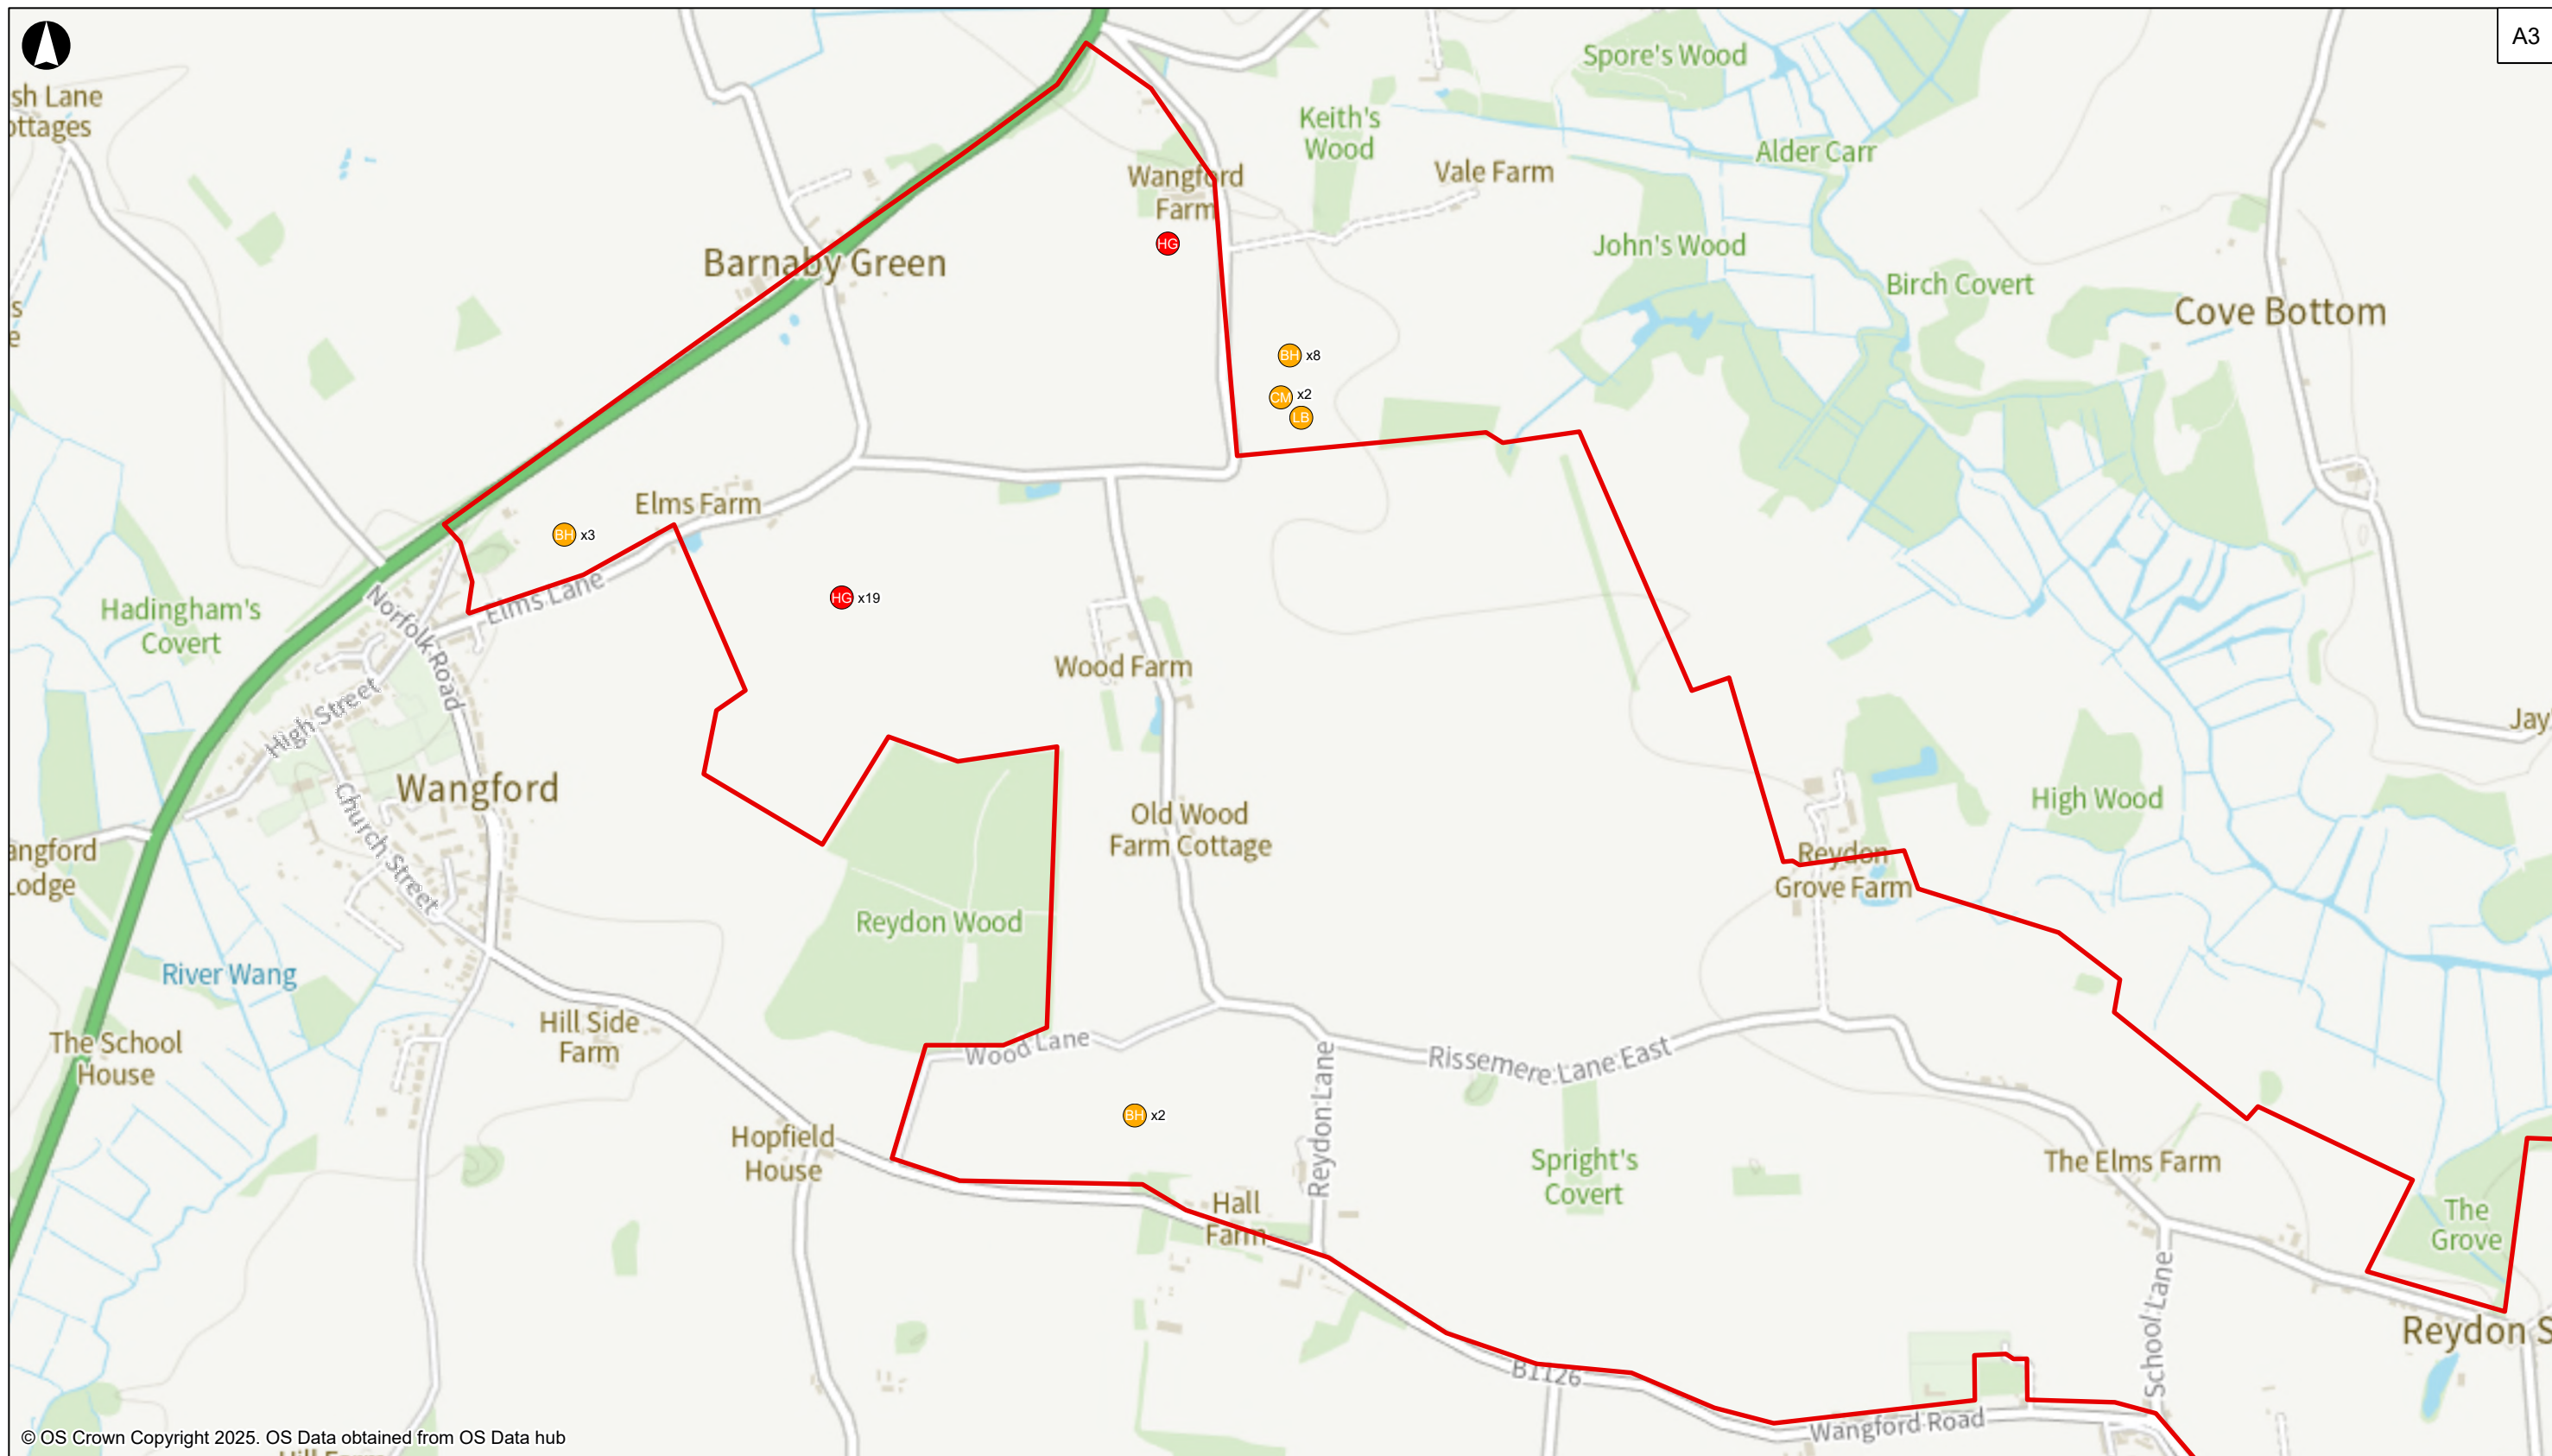 A3
Spore's Wood
sh Lane
ottages
Keith's
Wood
Alder Carr
Wangford
Farm
Vale Farm
HG
John's Wood
Barnaby Green
Birch Covert
Cove Bottom
s
e
BH x8
CM x2
LB
Elms Farm
BH x3
Elms Lane
HG x19
Hadingham's
Covert
Norfolk Road
Wood Farm
High Street
Jay
Wangford
High Wood
Church Street
Old Wood
Farm Cottage
angford
Lodge
Reydon
Grove Farm
Reydon Wood
River Wang
The School
House
Hill Side
Farm
Wood Lane
Rissemere Lane East
Reydon Lane
BH x2
Hopfield
House
Spright's
Covert
The Elms Farm
Hall
Farm
The
Grove
School Lane
Reydon S
B1126
Wangford Road
© OS Crown Copyright 2025. OS Data obtained from OS Data hub